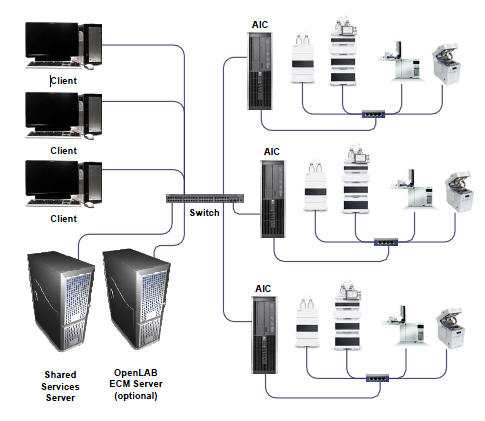 AIC
Client
Client
AIC
Client
Switch
AIC
Shared
Services
Server
OpenLAB
ECM Server
(optional)